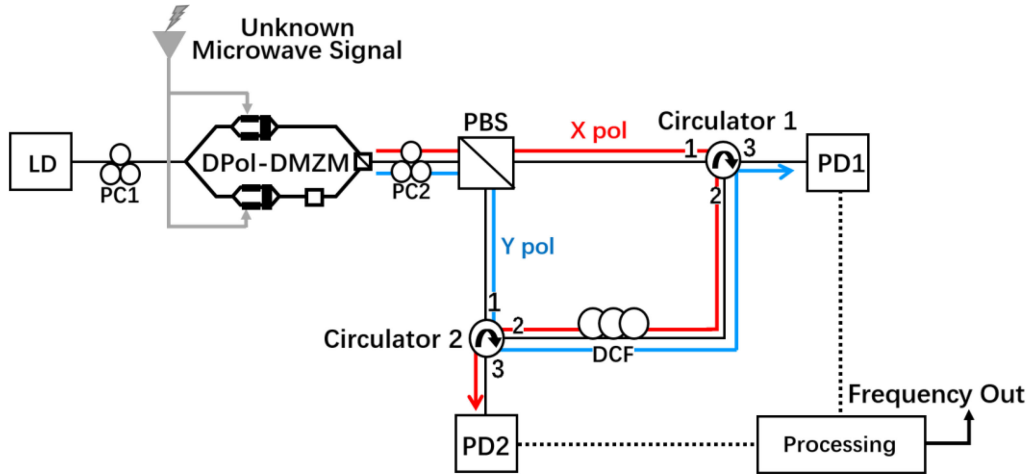 Unknown
Microwave Signal
LD
PC1
DPol-DMZM
PC2
PBS
X pol
Circulator 1
1
3
2
PD1
Y pol
1
Circulator 2
2
3
DCF
PD2
Processing
Frequency Out